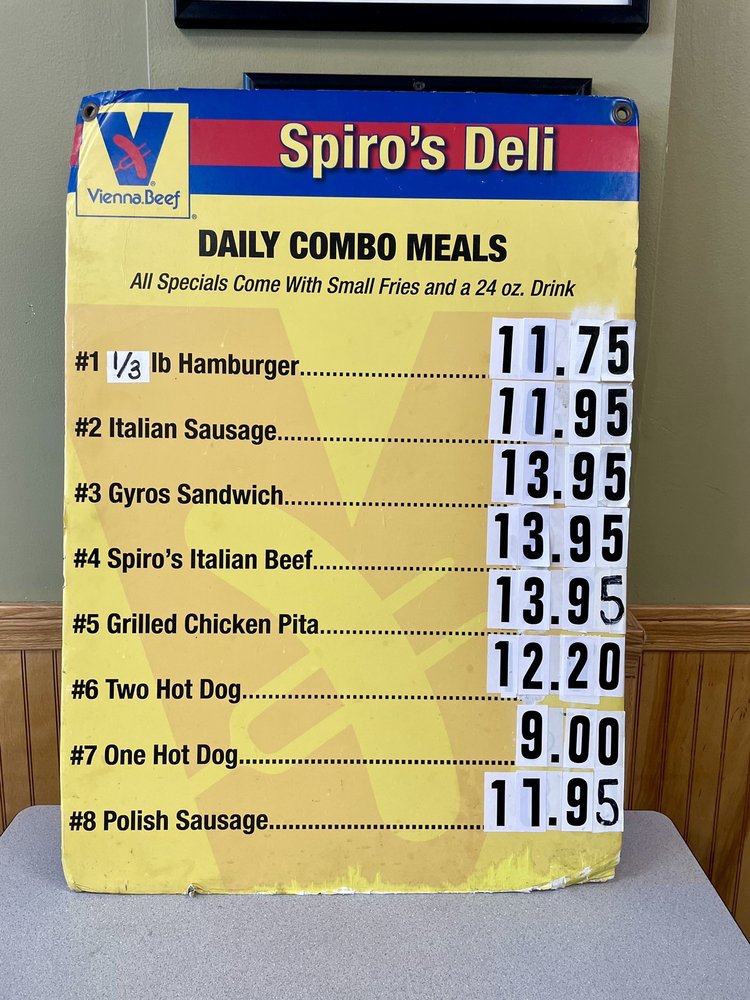 Spiro's Deli
Vienna Beef
®
®
DAILY COMBO MEALS
All Specials Come With Small Fries and a 24 oz. Drink
#1 1/3 lb Hamburger 11.75
#2 Italian Sausage 11.95
#3 Gyros Sandwich 13.95
#4 Spiro's Italian Beef 13.95
#5 Grilled Chicken Pita 13.95
#6 Two Hot Dog 12.20
#7 One Hot Dog 9.00
#8 Polish Sausage 11.95